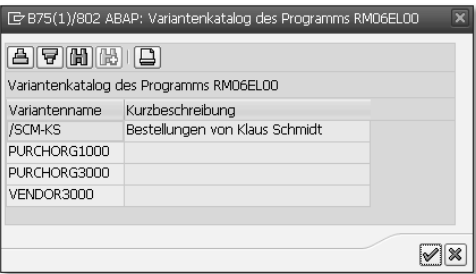 B75(1)/802 ABAP: Variantenkatalog des Programms RM06EL00
Variantenkatalog des Programms RM06EL00
Variantenname Kurzbeschreibung
/SCM-KS Bestellungen von Klaus Schmidt
PURCHORG1000
PURCHORG3000
VENDOR3000